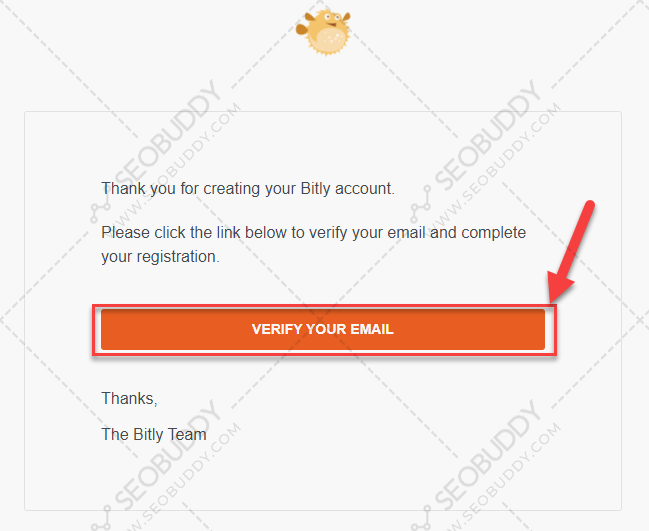 SEOBUDDY
WWW.SEOBUDDY.COM
SEOBUDDY
WWW.SEOBUDDY.COM
Thank you for creating your Bitly account.
Please click the link below to verify your email and complete
your registration.
VERIFY YOUR EMAIL
Thanks,
The Bitly Team
SEOBUDDY
WWW.SEOBUDDY.COM
SEOBUDDY
WWW.SEOBUDDY.COM